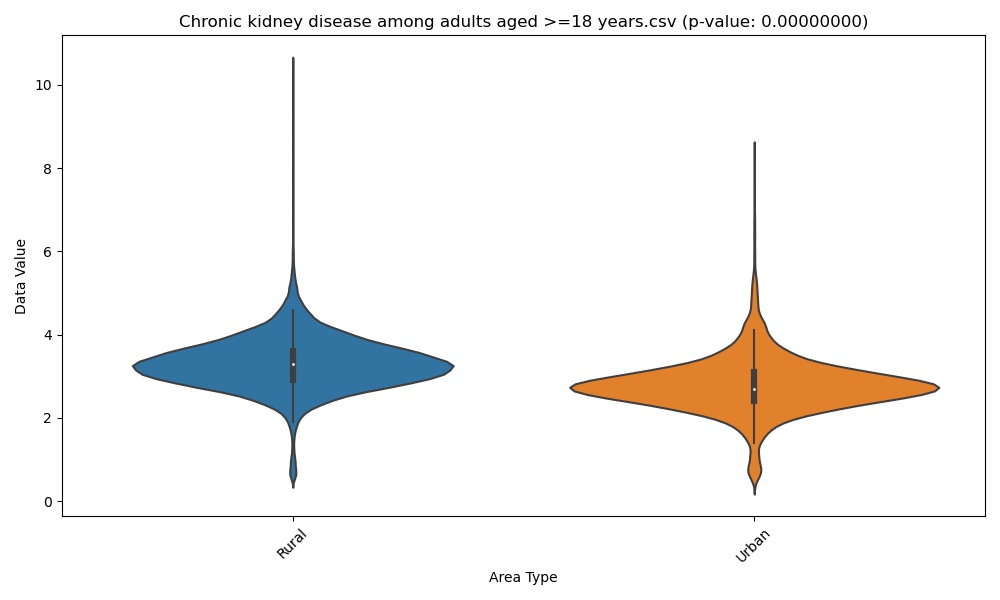 Chronic kidney disease among adults aged >=18 years.csv (p-value: 0.00000000)
10
8
6
4
2
0
Data Value
Rural
Urban
Area Type